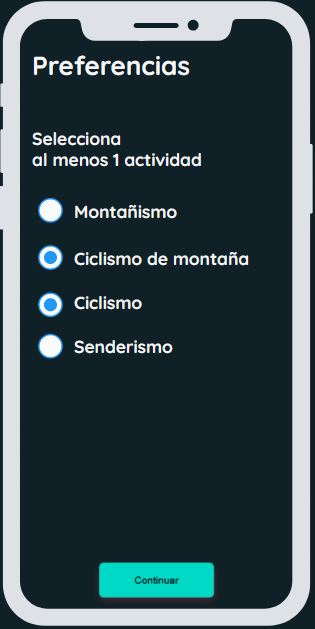 Preferencias
Selecciona
al menos 1 actividad
Montañismo
Ciclismo de montaña
Ciclismo
Senderismo
Continuar